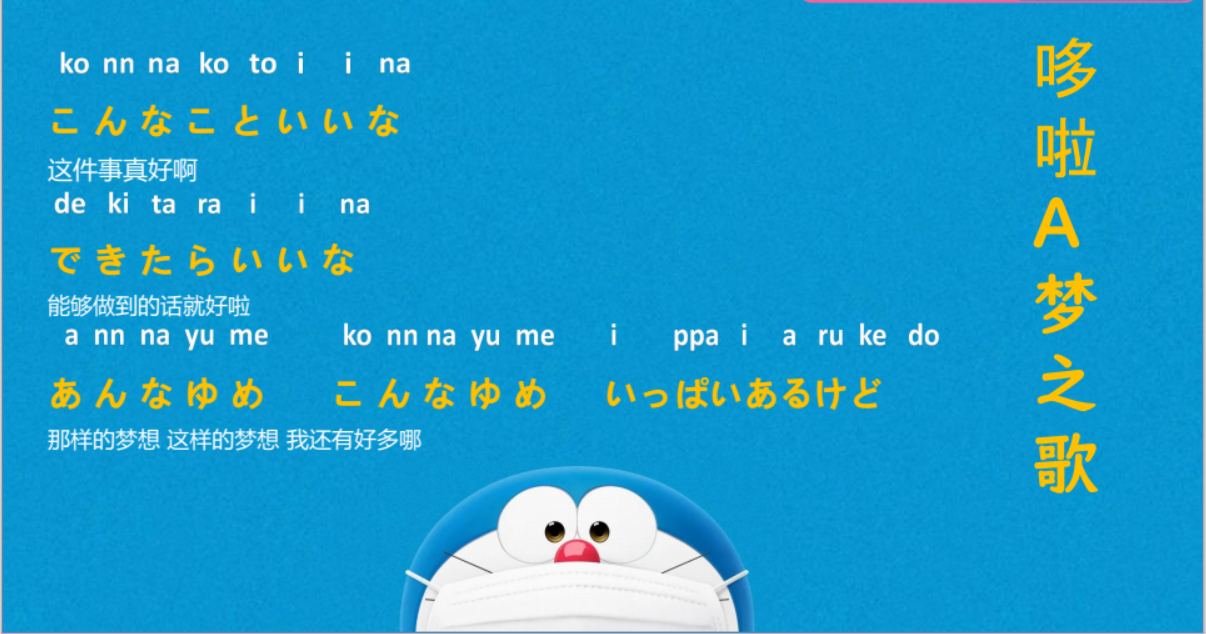 ko nn na ko to i i na
こんなこといいな
这件事真好啊
de ki ta ra i i na
できたらいいな
能够做到的话就好啦
a nn na yu me ko nn na yu me i ppa i a ru ke do
あんなゆめ こんなゆめ いっぱいあるけど
那样的梦想 这样的梦想 我还有好多哪
哆啦A梦之歌